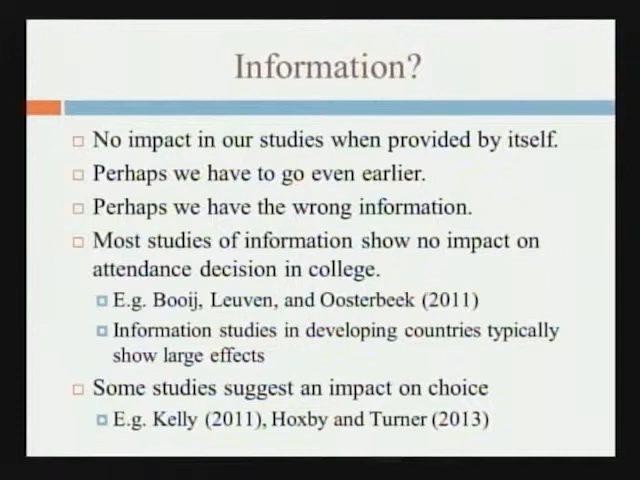 Information?
No impact in our studies when provided by itself.
Perhaps we have to go even earlier.
Perhaps we have the wrong information.
Most studies of information show no impact on
attendance decision in college.
E.g. Booij, Leuven, and Oosterbeek (2011)
Information studies in developing countries typically
show large effects
Some studies suggest an impact on choice
E.g. Kelly (2011), Hoxby and Turner (2013)